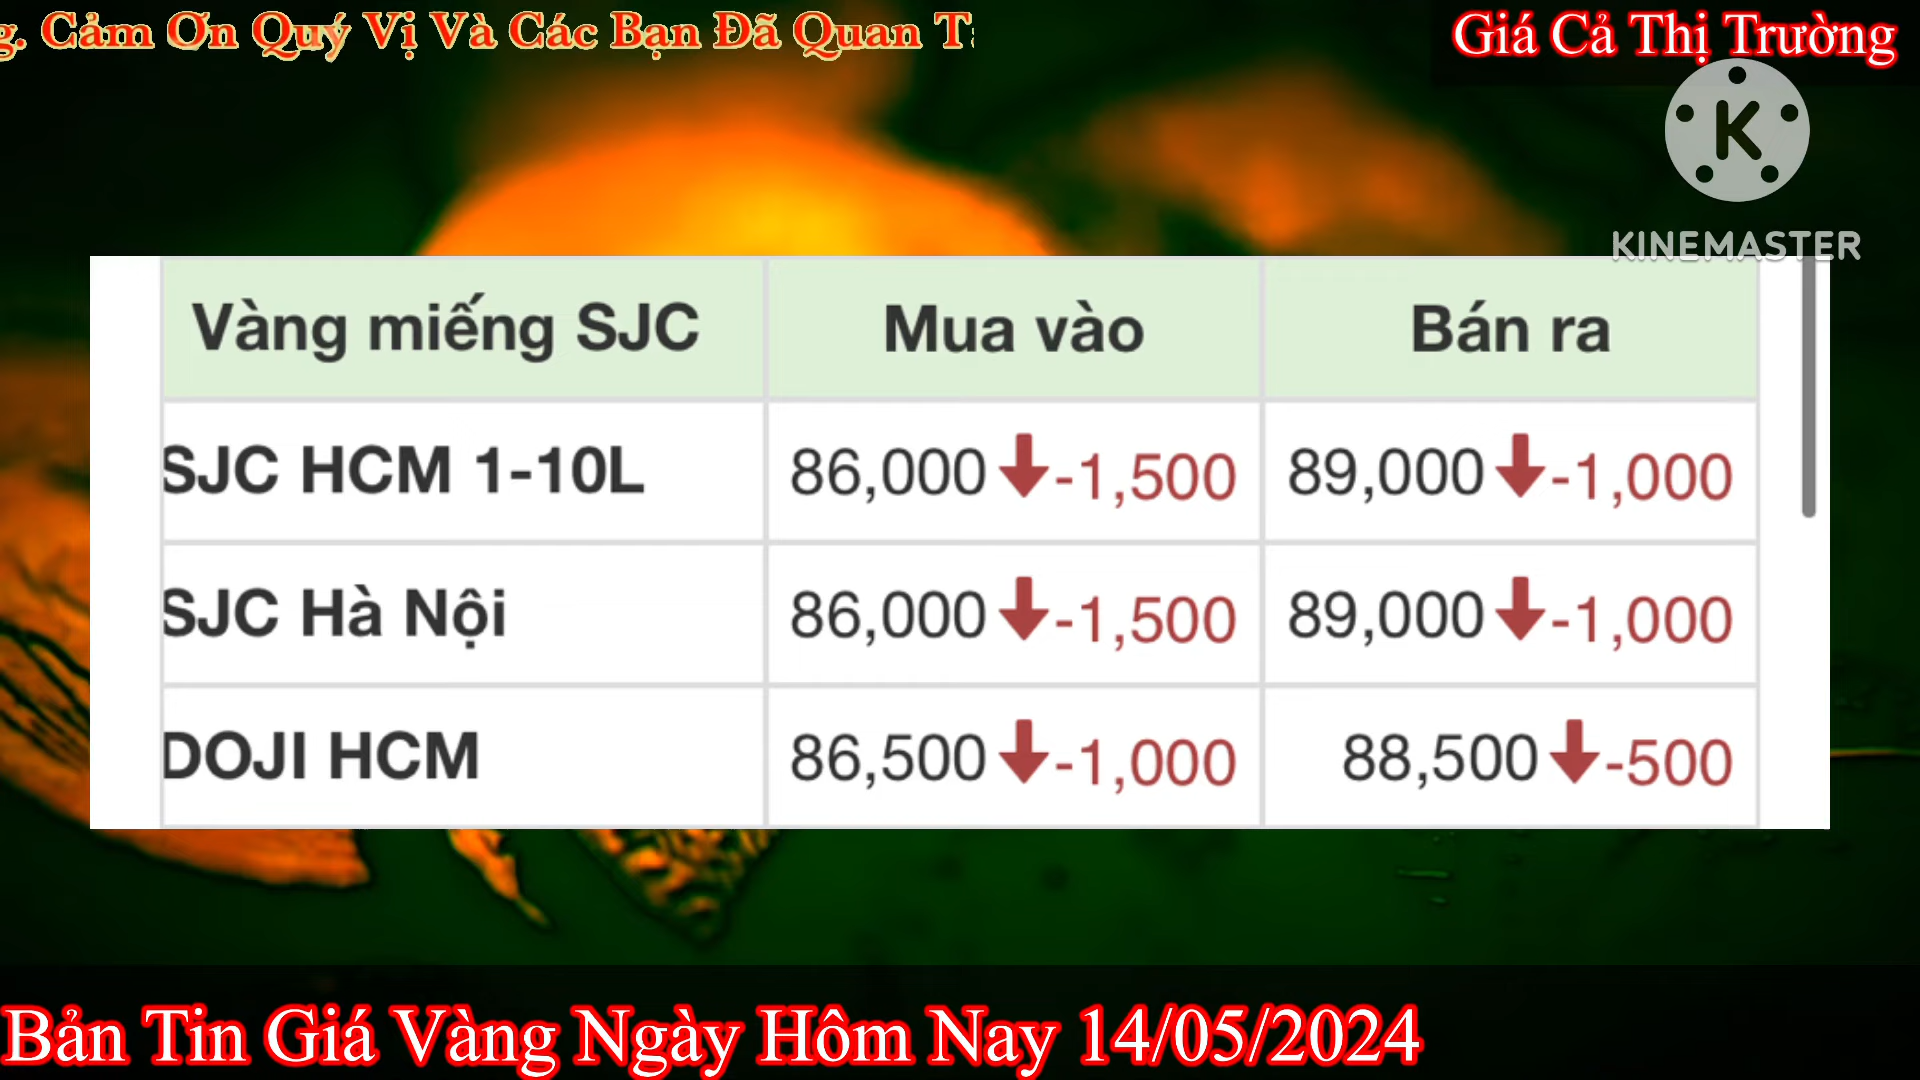 g. Cảm Ơn Quý Vị Và Các Bạn Đã Quan
Giá Cả Thị Trường
K
KINEMASTER
Vàng miếng SJC Mua vào Bán ra
SJC HCM 1-10L 86,000 -1,500 89,000 -1,000
SJC Hà Nội 86,000 -1,500 89,000 -1,000
DOJI HCM 86,500 -1,000 88,500 -500
Bản Tin Giá Vàng Ngày Hôm Nay 14/05/2024